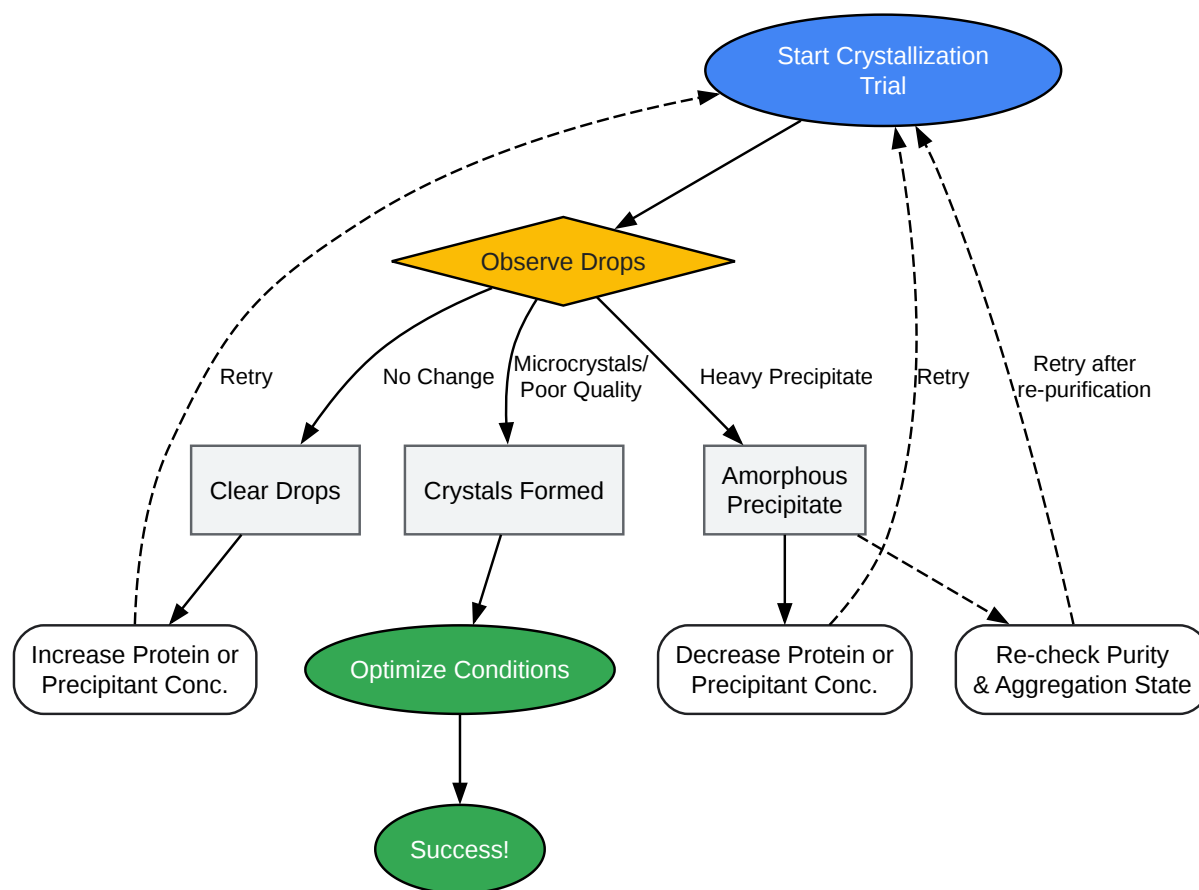 Start Crystallization
Trial
Observe Drops
Retry
No Change
Microcrystals/
Poor Quality
Heavy Precipitate
Retry
Retry after
re-purification
Clear Drops
Crystals Formed
Amorphous
Precipitate
Increase Protein or
Precipitant Conc.
Optimize Conditions
Decrease Protein or
Precipitant Conc.
Re-check Purity
& Aggregation State
Success!